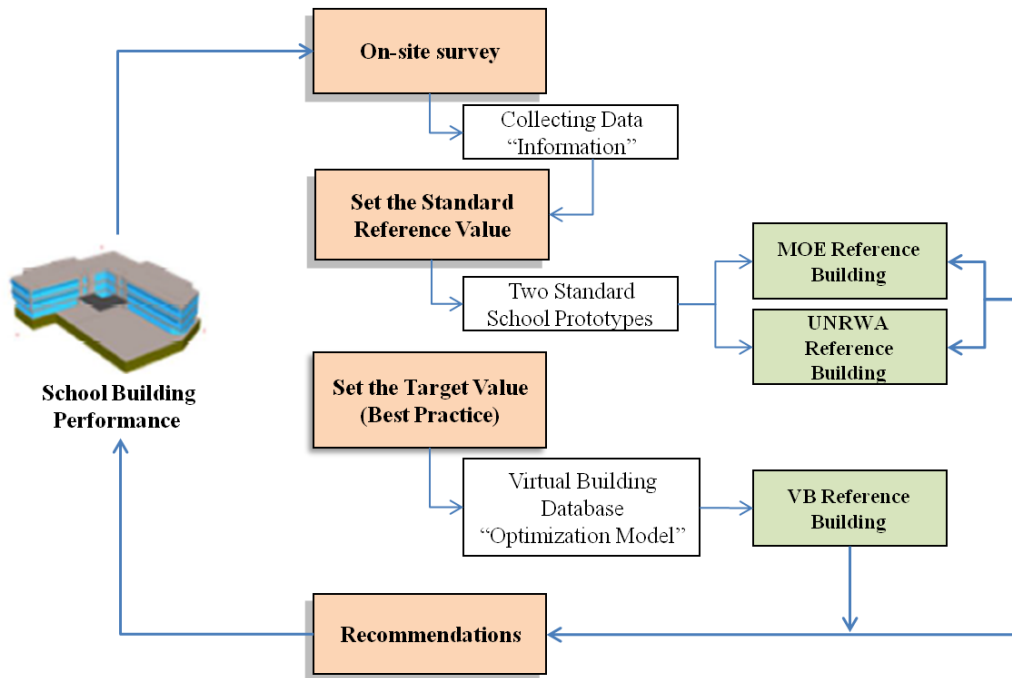 On-site survey
Collecting Data
“Information”
Set the Standard
Reference Value
Two Standard
School Prototypes
MOE Reference
Building
UNRWA
Reference
Building
School Building
Performance
Set the Target Value
(Best Practice)
Virtual Building
Database
“Optimization Model”
VB Reference
Building
Recommendations